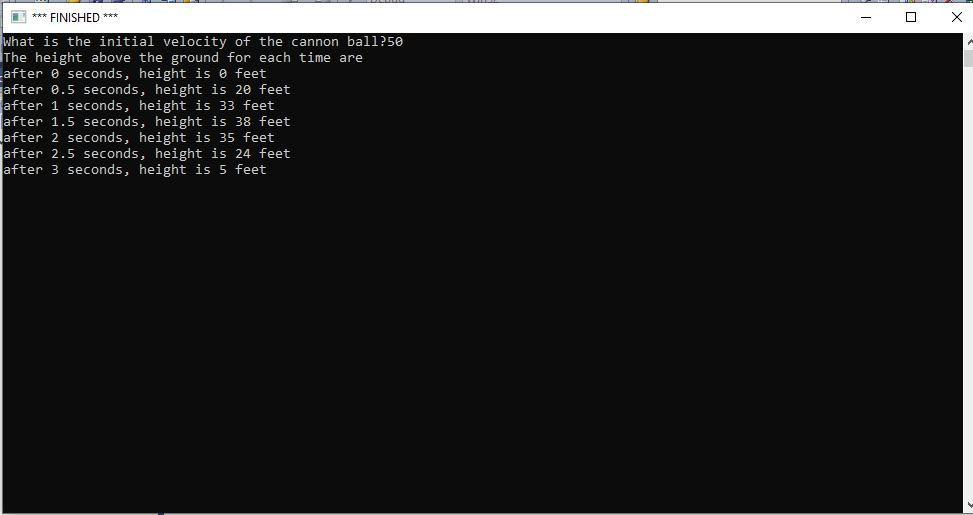 *** FINISHED ***
What is the initial velocity of the cannon ball?50
The height above the ground for each time are
after 0 seconds, height is 0 feet
after 0.5 seconds, height is 20 feet
after 1 seconds, height is 33 feet
after 1.5 seconds, height is 38 feet
after 2 seconds, height is 35 feet
after 2.5 seconds, height is 24 feet
after 3 seconds, height is 5 feet